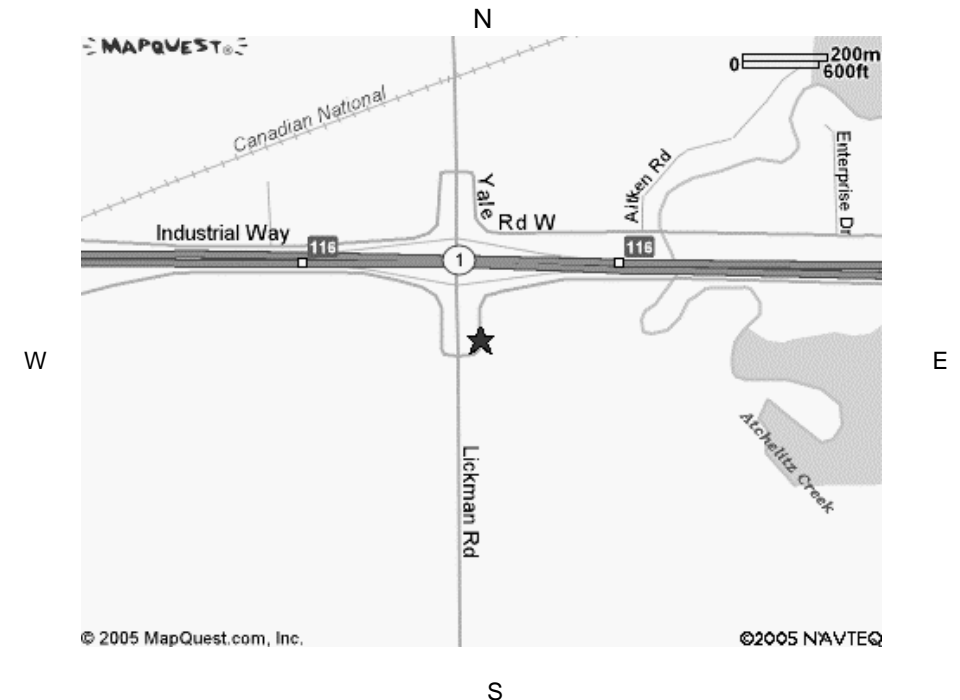 N
MAPQUEST®
0 200m
600ft
Canadian National
Enterprise Dr
Aitken Rd
Yale
Rd W
Industrial Way
116
116
1
W
E
Atchelitz Creek
Lickman Rd
© 2005 MapQuest.com, Inc.
©2005 NAVTEQ
S